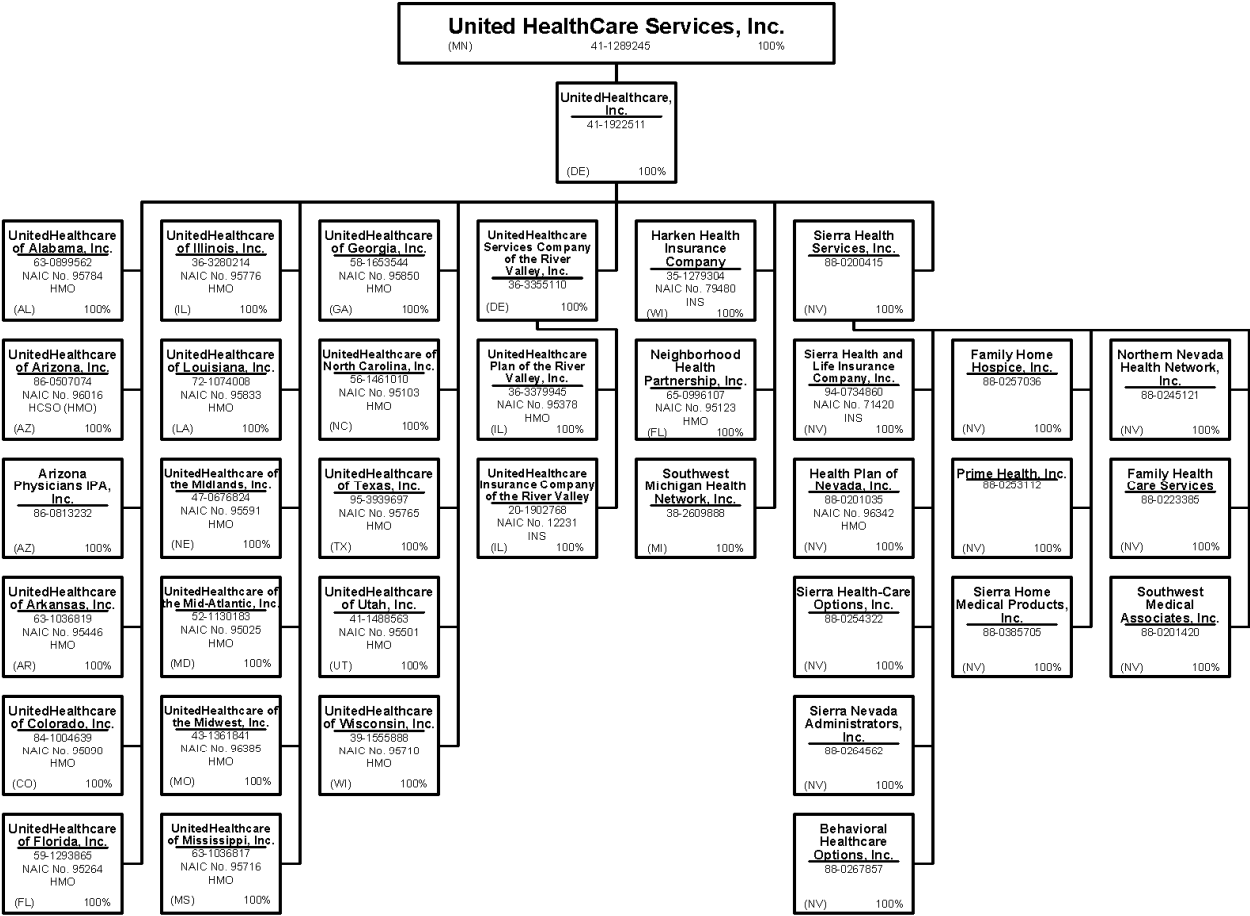 United HealthCare Services, Inc.
(MN) 41-1289245 100%
UnitedHealthcare,
Inc.
41-1922511
(DE) 100%
UnitedHealthcare
of Alabama, Inc.
63-0899562
NAIC No. 95784
HMO
(AL) 100%
UnitedHealthcare
of Illinois, Inc.
36-3280214
NAIC No. 95776
HMO
(IL) 100%
UnitedHealthcare
of Georgia, Inc.
58-1653544
NAIC No. 95850
HMO
(GA) 100%
UnitedHealthcare
Services Company
of the River
Valley, Inc.
36-3355110
(DE) 100%
Harken Health
Insurance
Company
35-1279304
NAIC No. 79480
INS
(WI) 100%
Sierra Health
Services, Inc.
88-0200415
(NV) 100%
UnitedHealthcare
of Arizona, Inc.
86-0507074
NAIC No. 96016
HCSO (HMO)
(AZ) 100%
UnitedHealthcare
of Louisiana, Inc.
72-1074008
NAIC No. 95833
HMO
(LA) 100%
UnitedHealthcare of
North Carolina, Inc.
56-1461010
NAIC No. 95103
HMO
(NC) 100%
UnitedHealthcare
Plan of the River
Valley, Inc.
36-3379945
NAIC No. 95378
HMO
(IL) 100%
Neighborhood
Health
Partnership, Inc.
65-0996107
NAIC No. 95123
HMO
(FL) 100%
Sierra Health and
Life Insurance
Company, Inc.
94-0734860
NAIC No. 71420
INS
(NV) 100%
Family Home
Hospice, Inc.
88-0257036
(NV) 100%
Northern Nevada
Health Network,
Inc.
88-0245121
(NV) 100%
Arizona
Physicians IPA,
Inc.
86-0813232
(AZ) 100%
UnitedHealthcare of
the Midlands, Inc.
47-0676824
NAIC No. 95591
HMO
(NE) 100%
UnitedHealthcare
of Texas, Inc.
95-3939697
NAIC No. 95765
HMO
(TX) 100%
UnitedHealthcare
Insurance Company
of the River Valley
20-1902768
NAIC No. 12231
INS
(IL) 100%
Southwest
Michigan Health
Network, Inc.
38-2609888
(MI) 100%
Health Plan of
Nevada, Inc.
88-0201035
NAIC No. 96342
HMO
(NV) 100%
Prime Health, Inc.
88-0253112
(NV) 100%
Family Health
Care Services
88-0223385
(NV) 100%
UnitedHealthcare
of Arkansas, Inc.
63-1036819
NAIC No. 95446
HMO
(AR) 100%
UnitedHealthcare of
the Mid-Atlantic, Inc.
52-1130183
NAIC No. 95025
HMO
(MD) 100%
UnitedHealthcare
of Utah, Inc.
41-1488563
NAIC No. 95501
HMO
(UT) 100%
Sierra Health-Care
Options, Inc.
88-0254322
(NV) 100%
Sierra Home
Medical Products,
Inc.
88-0385705
(NV) 100%
Southwest
Medical
Associates, Inc.
88-0201420
(NV) 100%
UnitedHealthcare
of Colorado, Inc.
84-1004639
NAIC No. 95090
HMO
(CO) 100%
UnitedHealthcare of
the Midwest, Inc.
43-1361841
NAIC No. 96385
HMO
(MO) 100%
UnitedHealthcare
of Wisconsin, Inc.
39-1555888
NAIC No. 95710
HMO
(WI) 100%
Sierra Nevada
Administrators,
Inc.
88-0264562
(NV) 100%
UnitedHealthcare
of Florida, Inc.
59-1293865
NAIC No. 95264
HMO
(FL) 100%
UnitedHealthcare
of Mississippi, Inc.
63-1036817
NAIC No. 95716
HMO
(MS) 100%
Behavioral
Healthcare
Options, Inc.
88-0267857
(NV) 100%